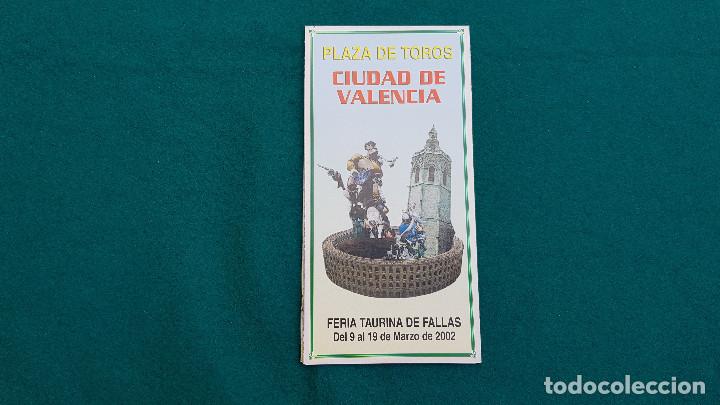 PLAZA DE TOROS
CIUDAD DE
VALENCIA
FERIA TAURINA DE FALLAS
Del 9 al 19 de Marzo de 2002
todocoleccion